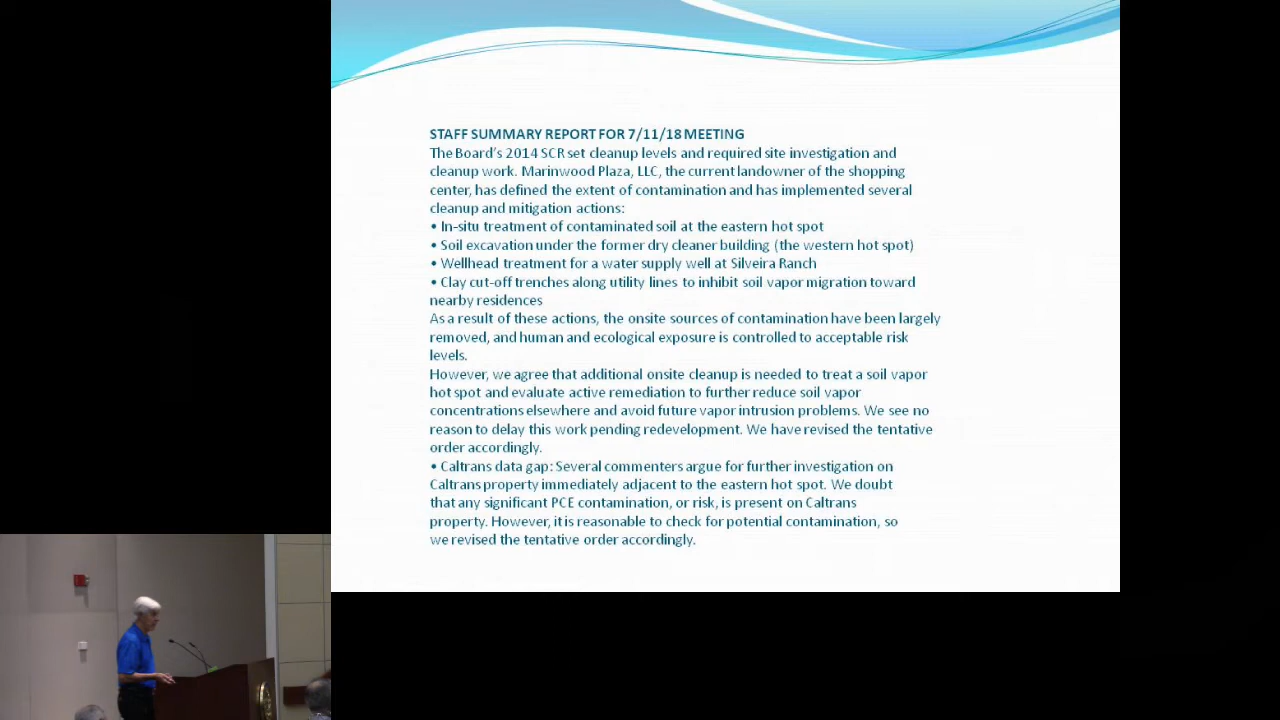 STAFF SUMMARY REPORT FOR 7/11/18 MEETING
The Board's 2014 SCR set cleanup levels and required site investigation and
cleanup work. Marinwood Plaza, LLC, the current landowner of the shopping
center, has defined the extent of contamination and has implemented several
cleanup and mitigation actions:
• In-situ treatment of contaminated soil at the eastern hot spot
• Soil excavation under the former dry cleaner building (the western hot spot)
• Wellhead treatment for a water supply well at Silveira Ranch
• Clay cut-off trenches along utility lines to inhibit soil vapor migration toward
nearby residences
As a result of these actions, the onsite sources of contamination have been largely
removed, and human and ecological exposure is controlled to acceptable risk
levels.
However, we agree that additional onsite cleanup is needed to treat a soil vapor
hot spot and evaluate active remediation to further reduce soil vapor
concentrations elsewhere and avoid future vapor intrusion problems. We see no
reason to delay this work pending redevelopment. We have revised the tentative
order accordingly.
• Caltrans data gap: Several commenters argue for further investigation on
Caltrans property immediately adjacent to the eastern hot spot. We doubt
that any significant PCE contamination, or risk, is present on Caltrans
property. However, it is reasonable to check for potential contamination, so
we revised the tentative order accordingly.